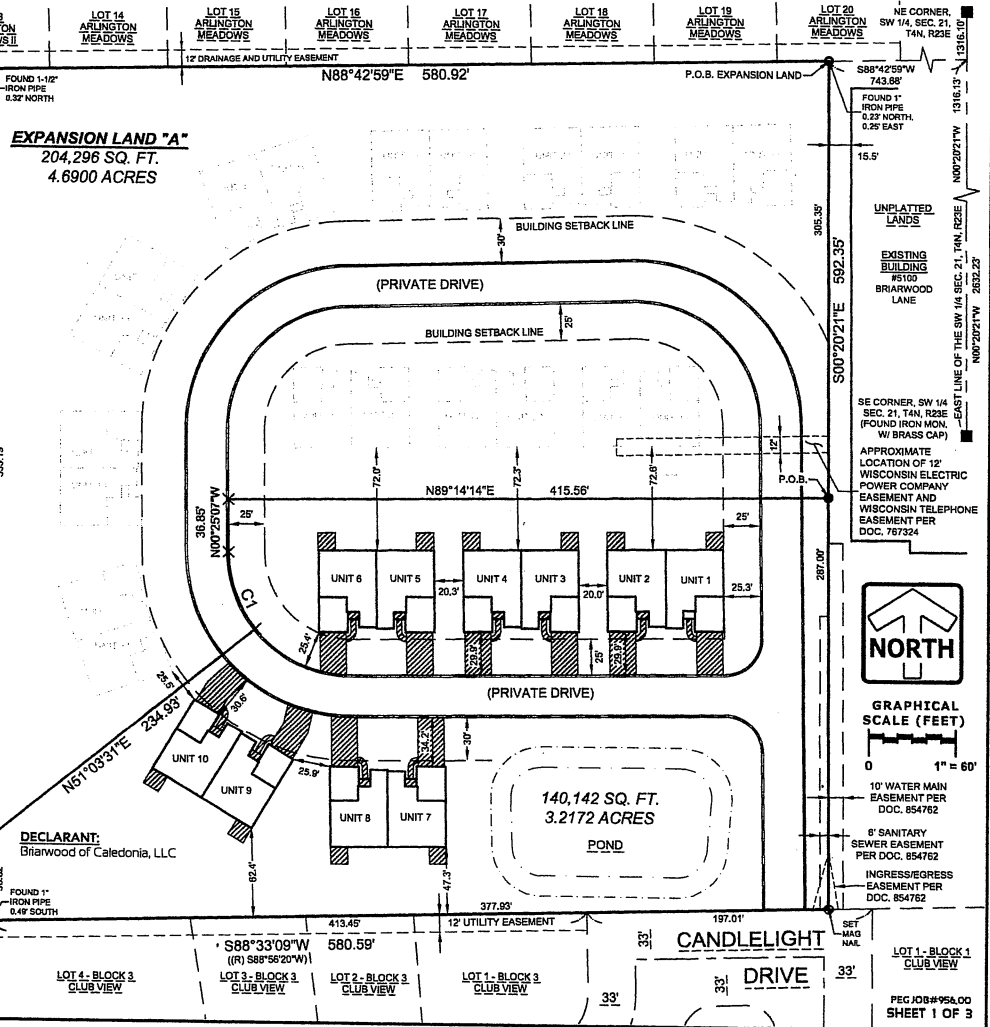 LOT 14
ARLINGTON
MEADOWS
LOT 15
ARLINGTON
MEADOWS
LOT 16
ARLINGTON
MEADOWS
LOT 17
ARLINGTON
MEADOWS
LOT 18
ARLINGTON
MEADOWS
LOT 19
ARLINGTON
MEADOWS
LOT 20
ARLINGTON
MEADOWS
NE CORNER,
SW 1/4, SEC. 21,
T4N, R23E
1316.10'
12' DRAINAGE AND UTILITY EASEMENT
N88°42'59"E 580.92'
P.O.B. EXPANSION LAND
S88°42'59"W
743.68'
FOUND 1-1/2"
IRON PIPE
0.32' NORTH
FOUND 1"
IRON PIPE
0.23' NORTH,
0.25' EAST
1316.13'
N00°20'21"W
15.5'
EXPANSION LAND "A"
204,296 SQ. FT.
4.6900 ACRES
305.35'
S00°20'21"E 592.35'
UNPLATTED
LANDS
EXISTING
BUILDING
#5100
BRIARWOOD
LANE
EAST LINE OF THE SW 1/4 SEC. 21, T4N, R23E
N00°20'21"W 2632.23'
30'
BUILDING SETBACK LINE
(PRIVATE DRIVE)
BUILDING SETBACK LINE
25'
SE CORNER, SW 1/4
SEC. 21, T4N, R23E
(FOUND IRON MON.
W/ BRASS CAP)
12'
APPROXIMATE
LOCATION OF 12'
WISCONSIN ELECTRIC
POWER COMPANY
EASEMENT AND
WISCONSIN TELEPHONE
EASEMENT PER
DOC. 767324
P.O.B.
72.0'
72.3'
72.6'
N89°14'14"E 415.56'
36.85'
N00°25'07"W
25'
25'
287.00'
UNIT 6
UNIT 5
UNIT 4
UNIT 3
UNIT 2
UNIT 1
20.3'
20.0'
25.3'
C1
25.4'
29.9'
25'
29.9'
NORTH
(PRIVATE DRIVE)
25.5'
30.6'
34.2'
30'
N51°03'31"E 234.93'
GRAPHICAL
SCALE (FEET)
0 1" = 60'
UNIT 10
UNIT 9
25.9'
UNIT 8
UNIT 7
140,142 SQ. FT.
3.2172 ACRES
POND
10' WATER MAIN
EASEMENT PER
DOC. 854762
6' SANITARY
SEWER EASEMENT
PER DOC. 854762
INGRESS/EGRESS
EASEMENT PER
DOC. 854762
DECLARANT:
Briarwood of Caledonia, LLC
62.4'
47.3'
FOUND 1"
IRON PIPE
0.49' SOUTH
377.93'
413.45'
12' UTILITY EASEMENT
197.01'
SET
MAG
NAIL
S88°33'09"W 580.59'
((R) S88°56'20"W)
33'
CANDLELIGHT
DRIVE
33'
33'
33'
LOT 4 - BLOCK 3
CLUB VIEW
LOT 3 - BLOCK 3
CLUB VIEW
LOT 2 - BLOCK 3
CLUB VIEW
LOT 1 - BLOCK 3
CLUB VIEW
LOT 1 - BLOCK 1
CLUB VIEW
PEG JOB#956.00
SHEET 1 OF 3